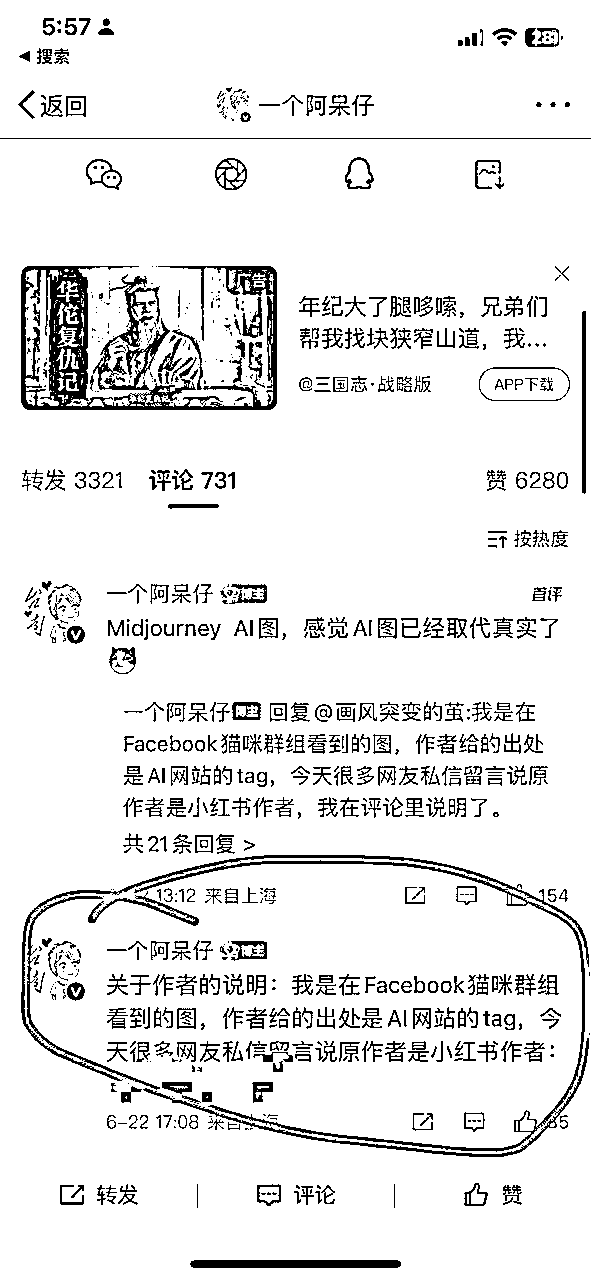 5:57
搜索
返回
一个阿呆仔
华佗复仇记
广告
年纪大了腿哆嗦，兄弟们
帮我找块狭窄山道，我...
@三国志·战略版
APP下载
转发 3321 评论 731
赞 6280
按热度
一个阿呆仔 博主
首评
Midjourney AI图，感觉AI图已经取代真实了
一个阿呆仔博主 回复@画风突变的茧:我是在
Facebook猫咪群组看到的图，作者给的出处
是AI网站的tag，今天很多网友私信留言说原
作者是小红书作者，我在评论里说明了。
共21条回复 >
13:12 来自上海
154
一个阿呆仔 博主
关于作者的说明：我是在Facebook猫咪群组
看到的图，作者给的出处是AI网站的tag，今
天很多网友私信留言说原作者是小红书作者：
6-22 17:08 来自上海
85
转发
评论
赞